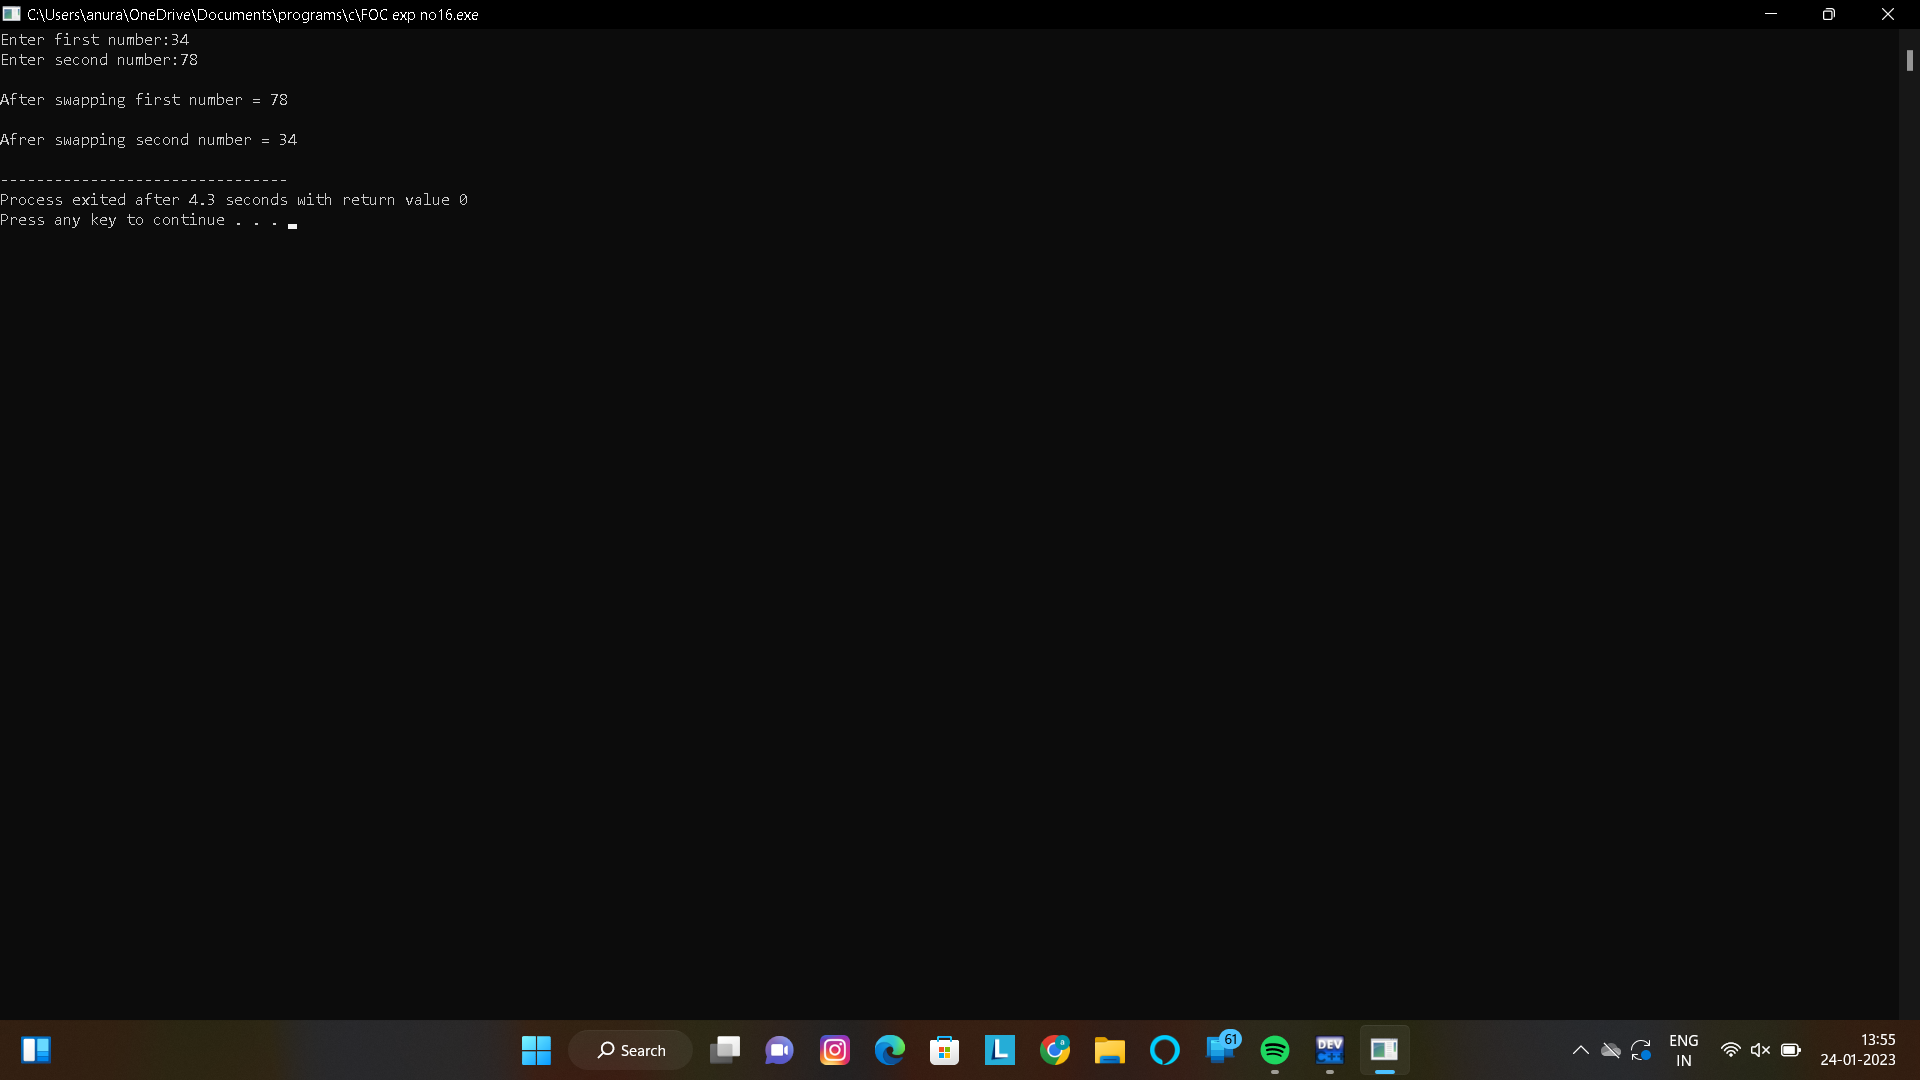 C:\Users\anura\OneDrive\Documents\programs\c\FOC exp no16.exe
Enter first number:34
Enter second number:78
After swapping first number = 78
Afrer swapping second number = 34
--------------------------------
Process exited after 4.3 seconds with return value 0
Press any key to continue . . .
Search
L
a
61
DEV
C++
ENG
IN
13:55
24-01-2023